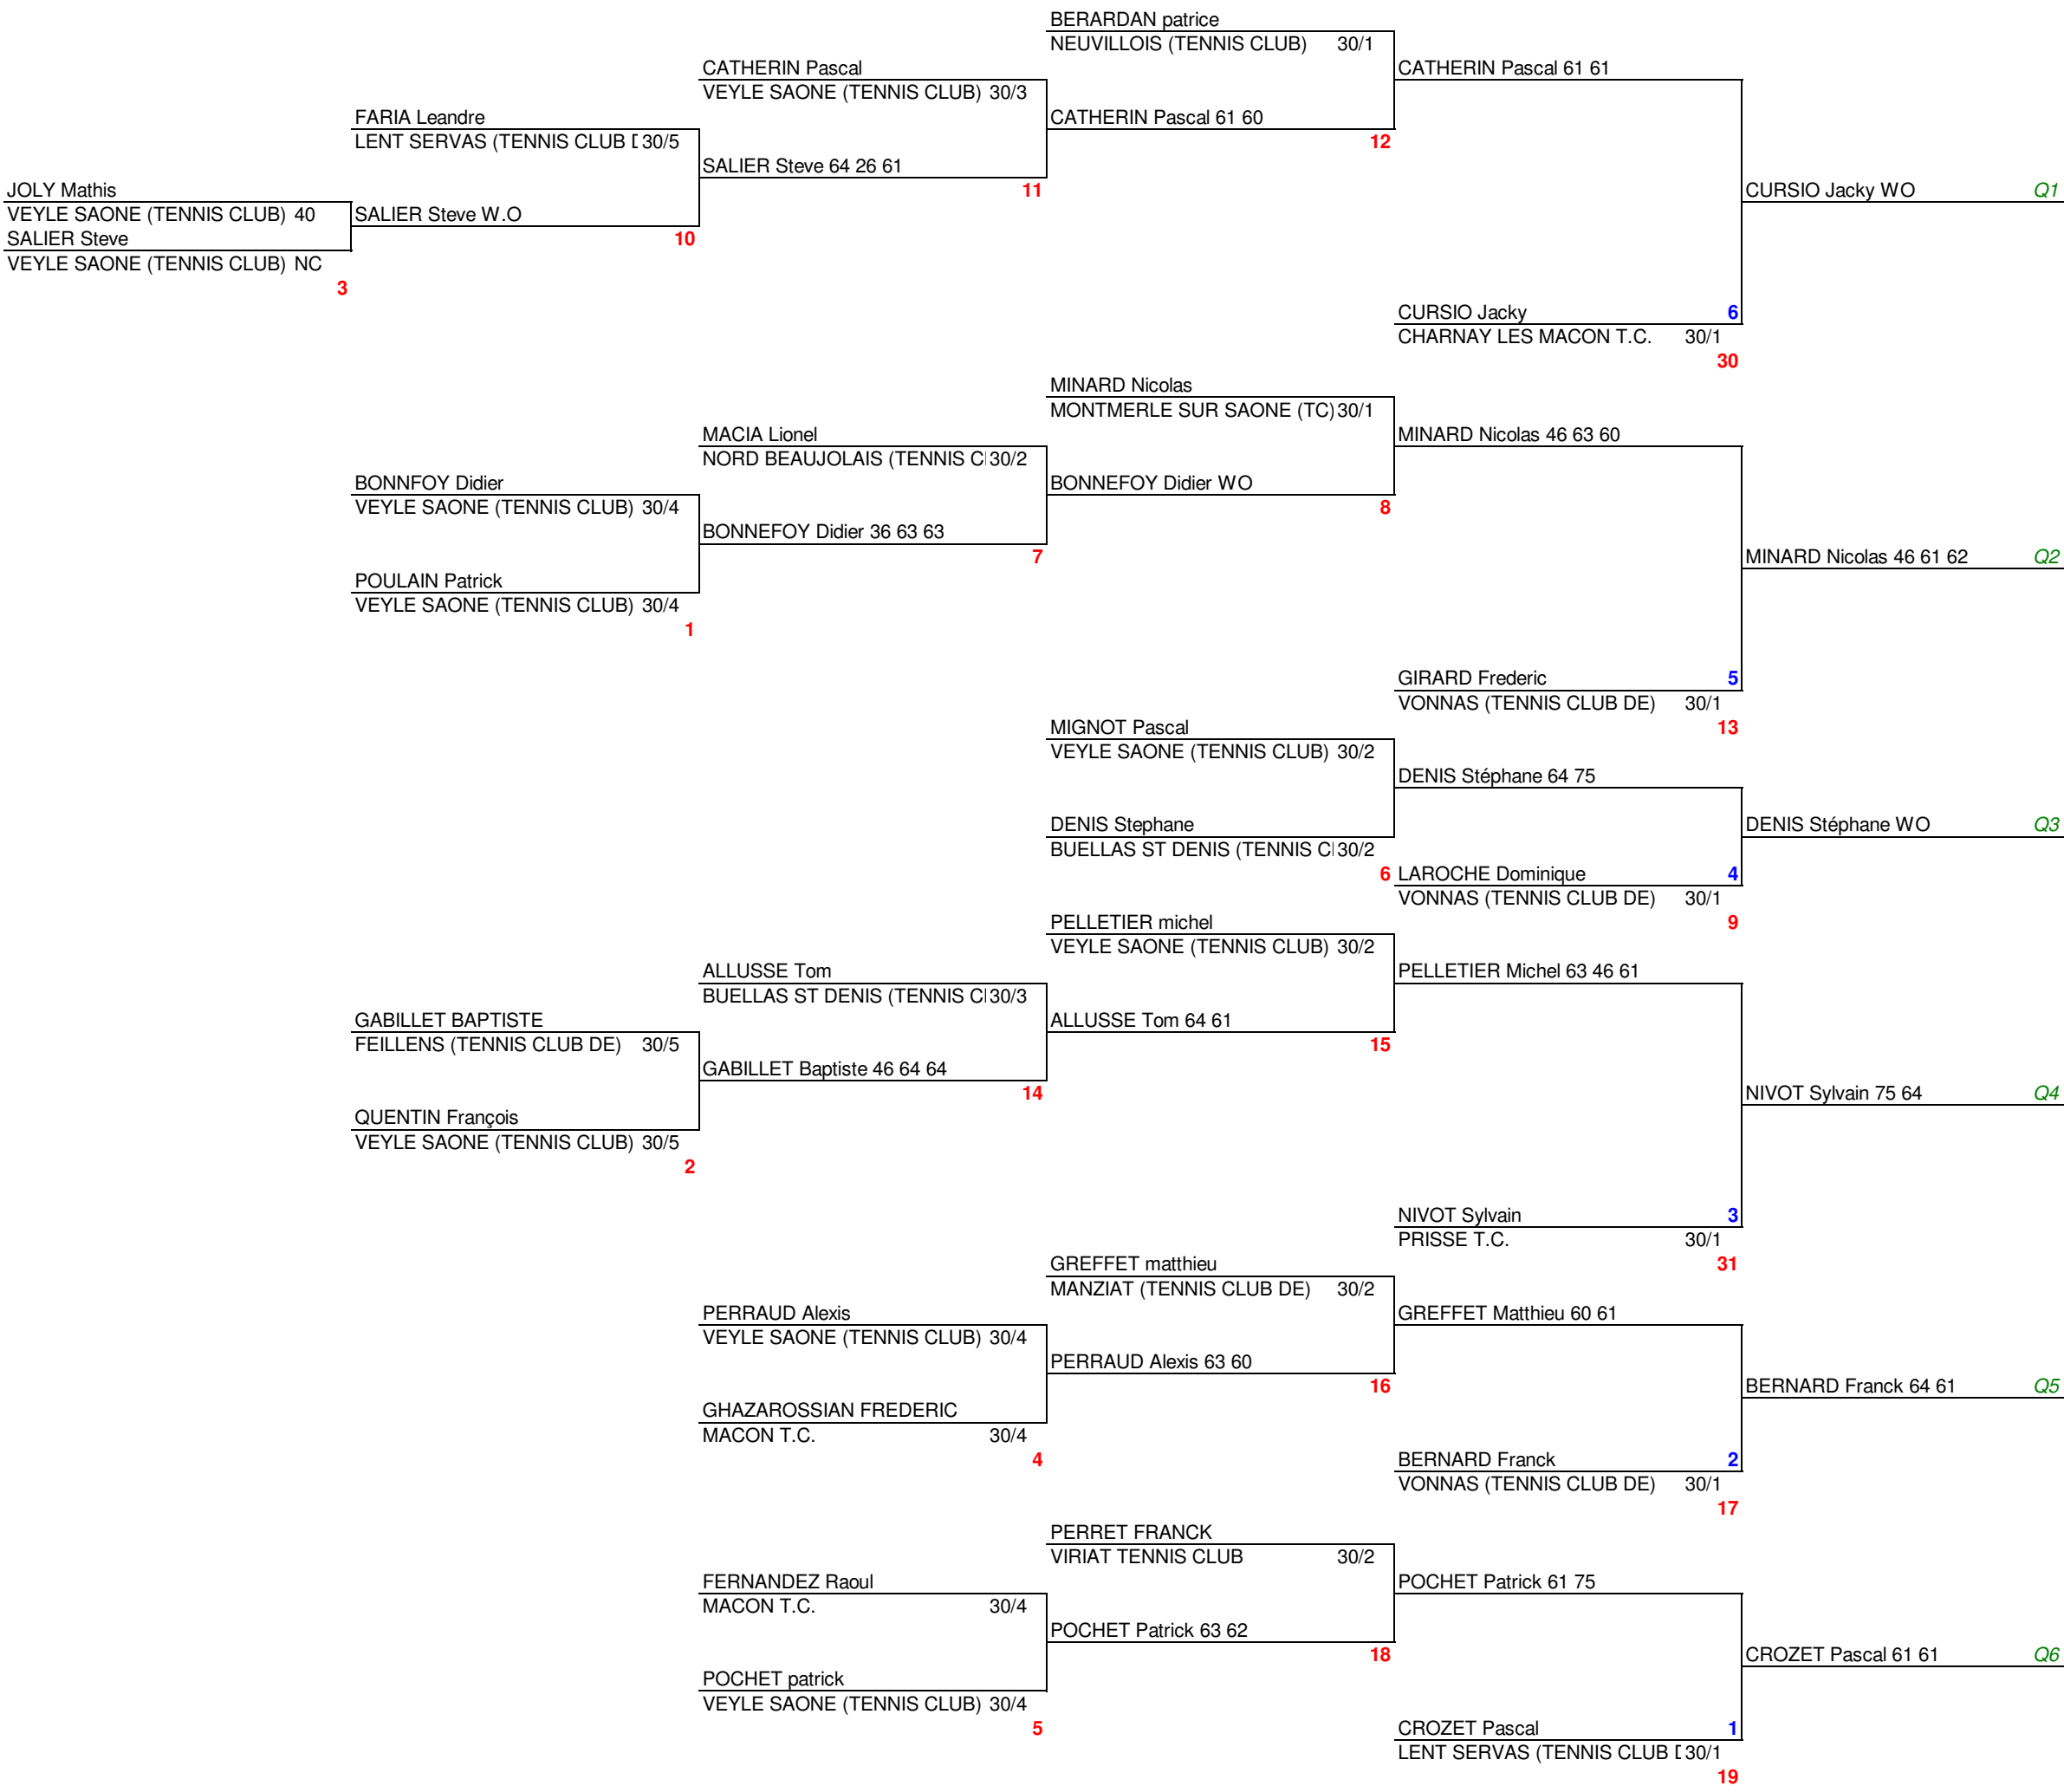 BERARDAN patrice
NEUVILLOIS (TENNIS CLUB) 30/1
CATHERIN Pascal CATHERIN Pascal 61 61
VEYLE SAONE (TENNIS CLUB) 30/3
FARIA Leandre CATHERIN Pascal 61 60
LENT SERVAS (TENNIS CLUB D 30/5 12
SALIER Steve 64 26 61
JOLY Mathis 11 CURSIO Jacky WO Q1
VEYLE SAONE (TENNIS CLUB) 40 SALIER Steve W.O
SALIER Steve 10
VEYLE SAONE (TENNIS CLUB) NC
3
CURSIO Jacky 6
CHARNAY LES MACON T.C. 30/1
30
MINARD Nicolas
MONTMERLE SUR SAONE (TC) 30/1
MACIA Lionel MINARD Nicolas 46 63 60
NORD BEAUJOLAIS (TENNIS C 30/2
BONNFOY Didier BONNEFOY Didier WO
VEYLE SAONE (TENNIS CLUB) 30/4 8
BONNEFOY Didier 36 63 63
7 MINARD Nicolas 46 61 62 Q2
POULAIN Patrick
VEYLE SAONE (TENNIS CLUB) 30/4
1
GIRARD Frederic 5
VONNAS (TENNIS CLUB DE) 30/1
MIGNOT Pascal 13
VEYLE SAONE (TENNIS CLUB) 30/2
DENIS Stéphane 64 75
DENIS Stephane DENIS Stéphane WO Q3
BUELLAS ST DENIS (TENNIS C 30/2
6 LAROCHE Dominique 4
VONNAS (TENNIS CLUB DE) 30/1
PELLETIER michel 9
VEYLE SAONE (TENNIS CLUB) 30/2
ALLUSSE Tom PELLETIER Michel 63 46 61
BUELLAS ST DENIS (TENNIS C 30/3
GABILLET BAPTISTE ALLUSSE Tom 64 61
FEILLENS (TENNIS CLUB DE) 30/5 15
GABILLET Baptiste 46 64 64
14 NIVOT Sylvain 75 64 Q4
QUENTIN François
VEYLE SAONE (TENNIS CLUB) 30/5
2
NIVOT Sylvain 3
PRISSE T.C. 30/1
GREFFET matthieu 31
MANZIAT (TENNIS CLUB DE) 30/2
PERRAUD Alexis GREFFET Matthieu 60 61
VEYLE SAONE (TENNIS CLUB) 30/4
PERRAUD Alexis 63 60
16 BERNARD Franck 64 61 Q5
GHAZAROSSIAN FREDERIC
MACON T.C. 30/4
4 BERNARD Franck 2
VONNAS (TENNIS CLUB DE) 30/1
17
PERRET FRANCK
VIRIAT TENNIS CLUB 30/2
FERNANDEZ Raoul POCHET Patrick 61 75
MACON T.C. 30/4
POCHET Patrick 63 62
18 CROZET Pascal 61 61 Q6
POCHET patrick
VEYLE SAONE (TENNIS CLUB) 30/4
5 CROZET Pascal 1
LENT SERVAS (TENNIS CLUB D 30/1
19